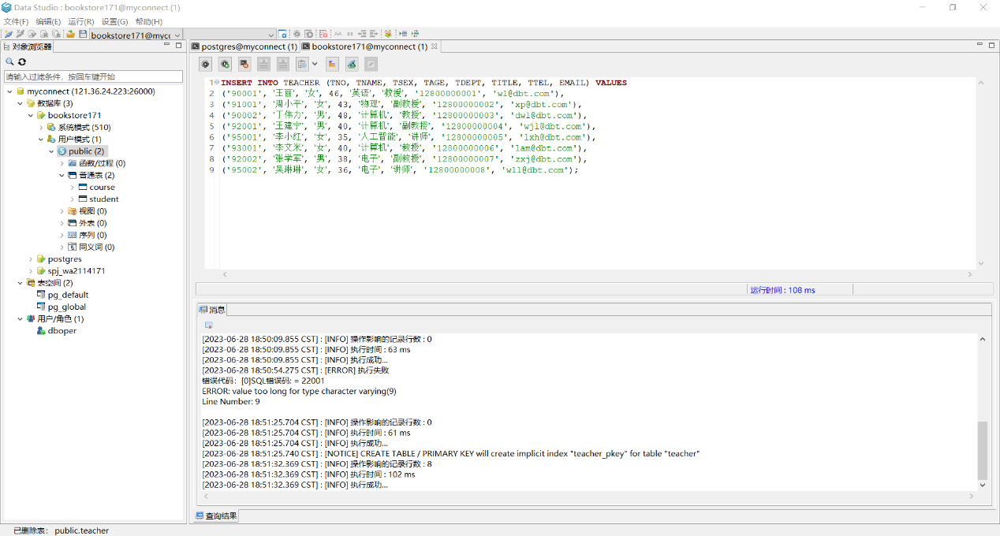 Data Studio : bookstore171@myconnect (1)
文件(F) 编辑(E) 运行(R) 设置(G) 帮助(H)
bookstore171@mycc
对象浏览器
postgres@myconnect (1) bookstore171@myconnect (1)
请输入过滤条件，按回车键开始
myconnect (121.36.24.223:26000)
数据库 (3)
bookstore171
系统模式 (510)
用户模式 (1)
public (2)
函数/过程 (0)
普通表 (2)
course
student
视图 (0)
外表 (0)
序列 (0)
同义词 (0)
postgres
spj_wa2114171
表空间 (2)
pg_default
pg_global
用户/角色 (1)
dboper
1 INSERT INTO TEACHER (TNO, TNAME, TSEX, TAGE, TDEPT, TITLE, TTEL, EMAIL) VALUES
2 ('90001', '王丽', '女', 46, '英语', '教授', '12800000001', 'wl@dbt.com'),
3 ('91001', '周小平', '女', 43, '物理', '副教授', '12800000002', 'xp@dbt.com'),
4 ('90002', '丁伟力', '男', 48, '计算机', '教授', '12800000003', 'dwl@dbt.com'),
5 ('92001', '王建宁', '男', 40, '计算机', '副教授', '12800000004', 'wjl@dbt.com'),
6 ('95001', '李小红', '女', 35, '人工智能', '讲师', '12800000005', 'lxh@dbt.com'),
7 ('93001', '李文米', '女', 40, '计算机', '教授', '12800000006', 'lam@dbt.com'),
8 ('92002', '张学军', '男', 38, '电子', '副教授', '12800000007', 'zxj@dbt.com'),
9 ('95002', '吴琳琳', '女', 36, '电子', '讲师', '12800000008', 'wll@dbt.com');
运行时间 : 108 ms
消息
[2023-06-28 18:50:09.855 CST] : [INFO] 操作影响的记录行数 : 0
[2023-06-28 18:50:09.855 CST] : [INFO] 执行时间 : 63 ms
[2023-06-28 18:50:09.855 CST] : [INFO] 执行成功...
[2023-06-28 18:50:54.275 CST] : [ERROR] 执行失败
错误代码： [0]SQL错误码: = 22001
ERROR: value too long for type character varying(9)
Line Number: 9
[2023-06-28 18:51:25.704 CST] : [INFO] 操作影响的记录行数 : 0
[2023-06-28 18:51:25.704 CST] : [INFO] 执行时间 : 61 ms
[2023-06-28 18:51:25.704 CST] : [INFO] 执行成功...
[2023-06-28 18:51:25.740 CST] : [NOTICE] CREATE TABLE / PRIMARY KEY will create implicit index "teacher_pkey" for table "teacher"
[2023-06-28 18:51:32.369 CST] : [INFO] 操作影响的记录行数 : 8
[2023-06-28 18:51:32.369 CST] : [INFO] 执行时间 : 102 ms
[2023-06-28 18:51:32.369 CST] : [INFO] 执行成功...
查询结果
已删除表： public.teacher